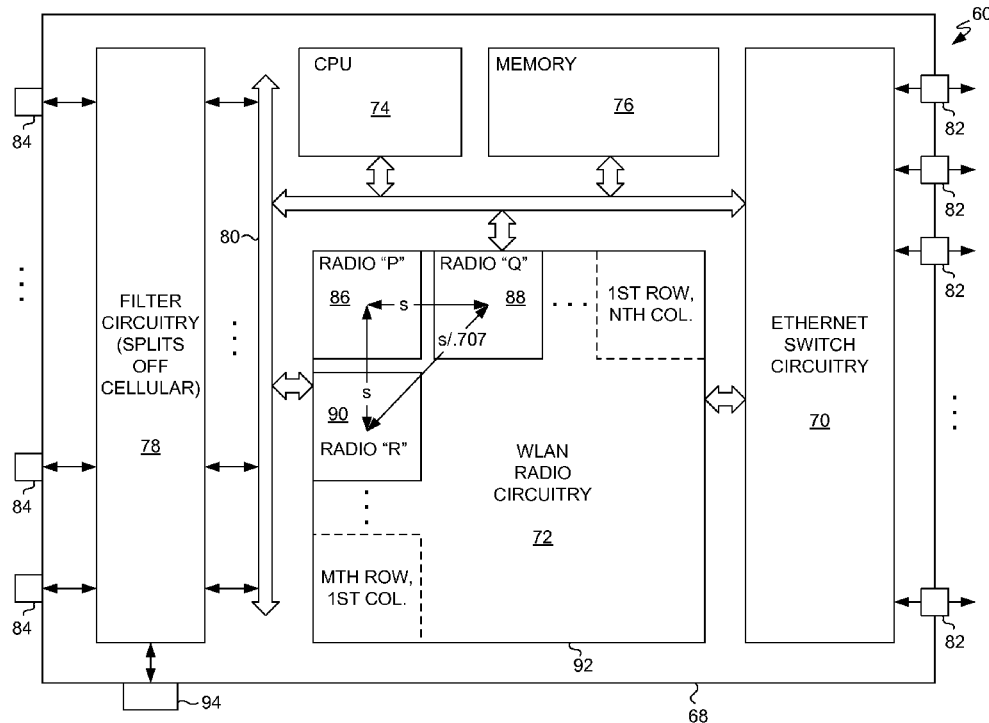 60
CPU
74
MEMORY
76
84
82
82
80
82
RADIO “P”
86
RADIO “Q”
88
1ST ROW,
NTH COL.
s
s/.707
s
90
RADIO “R”
FILTER
CIRCUITRY
(SPLITS
OFF
CELLULAR)
78
ETHERNET
SWITCH
CIRCUITRY
70
WLAN
RADIO
CIRCUITRY
72
84
MTH ROW,
1ST COL.
84
82
92
94
68